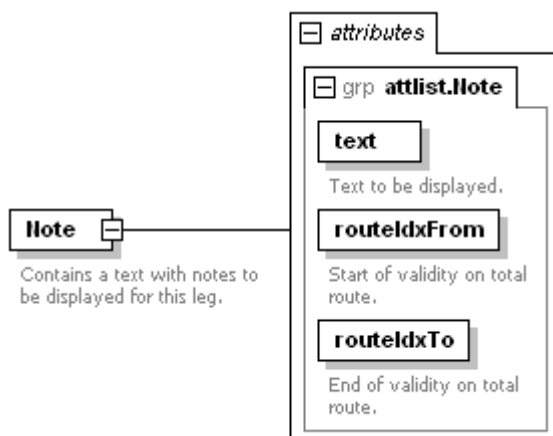 attributes
grp attlist.Note
text
Text to be displayed.
Note
Contains a text with notes to
be displayed for this leg.
routeIdxFrom
Start of validity on total
route.
routeIdxTo
End of validity on total
route.